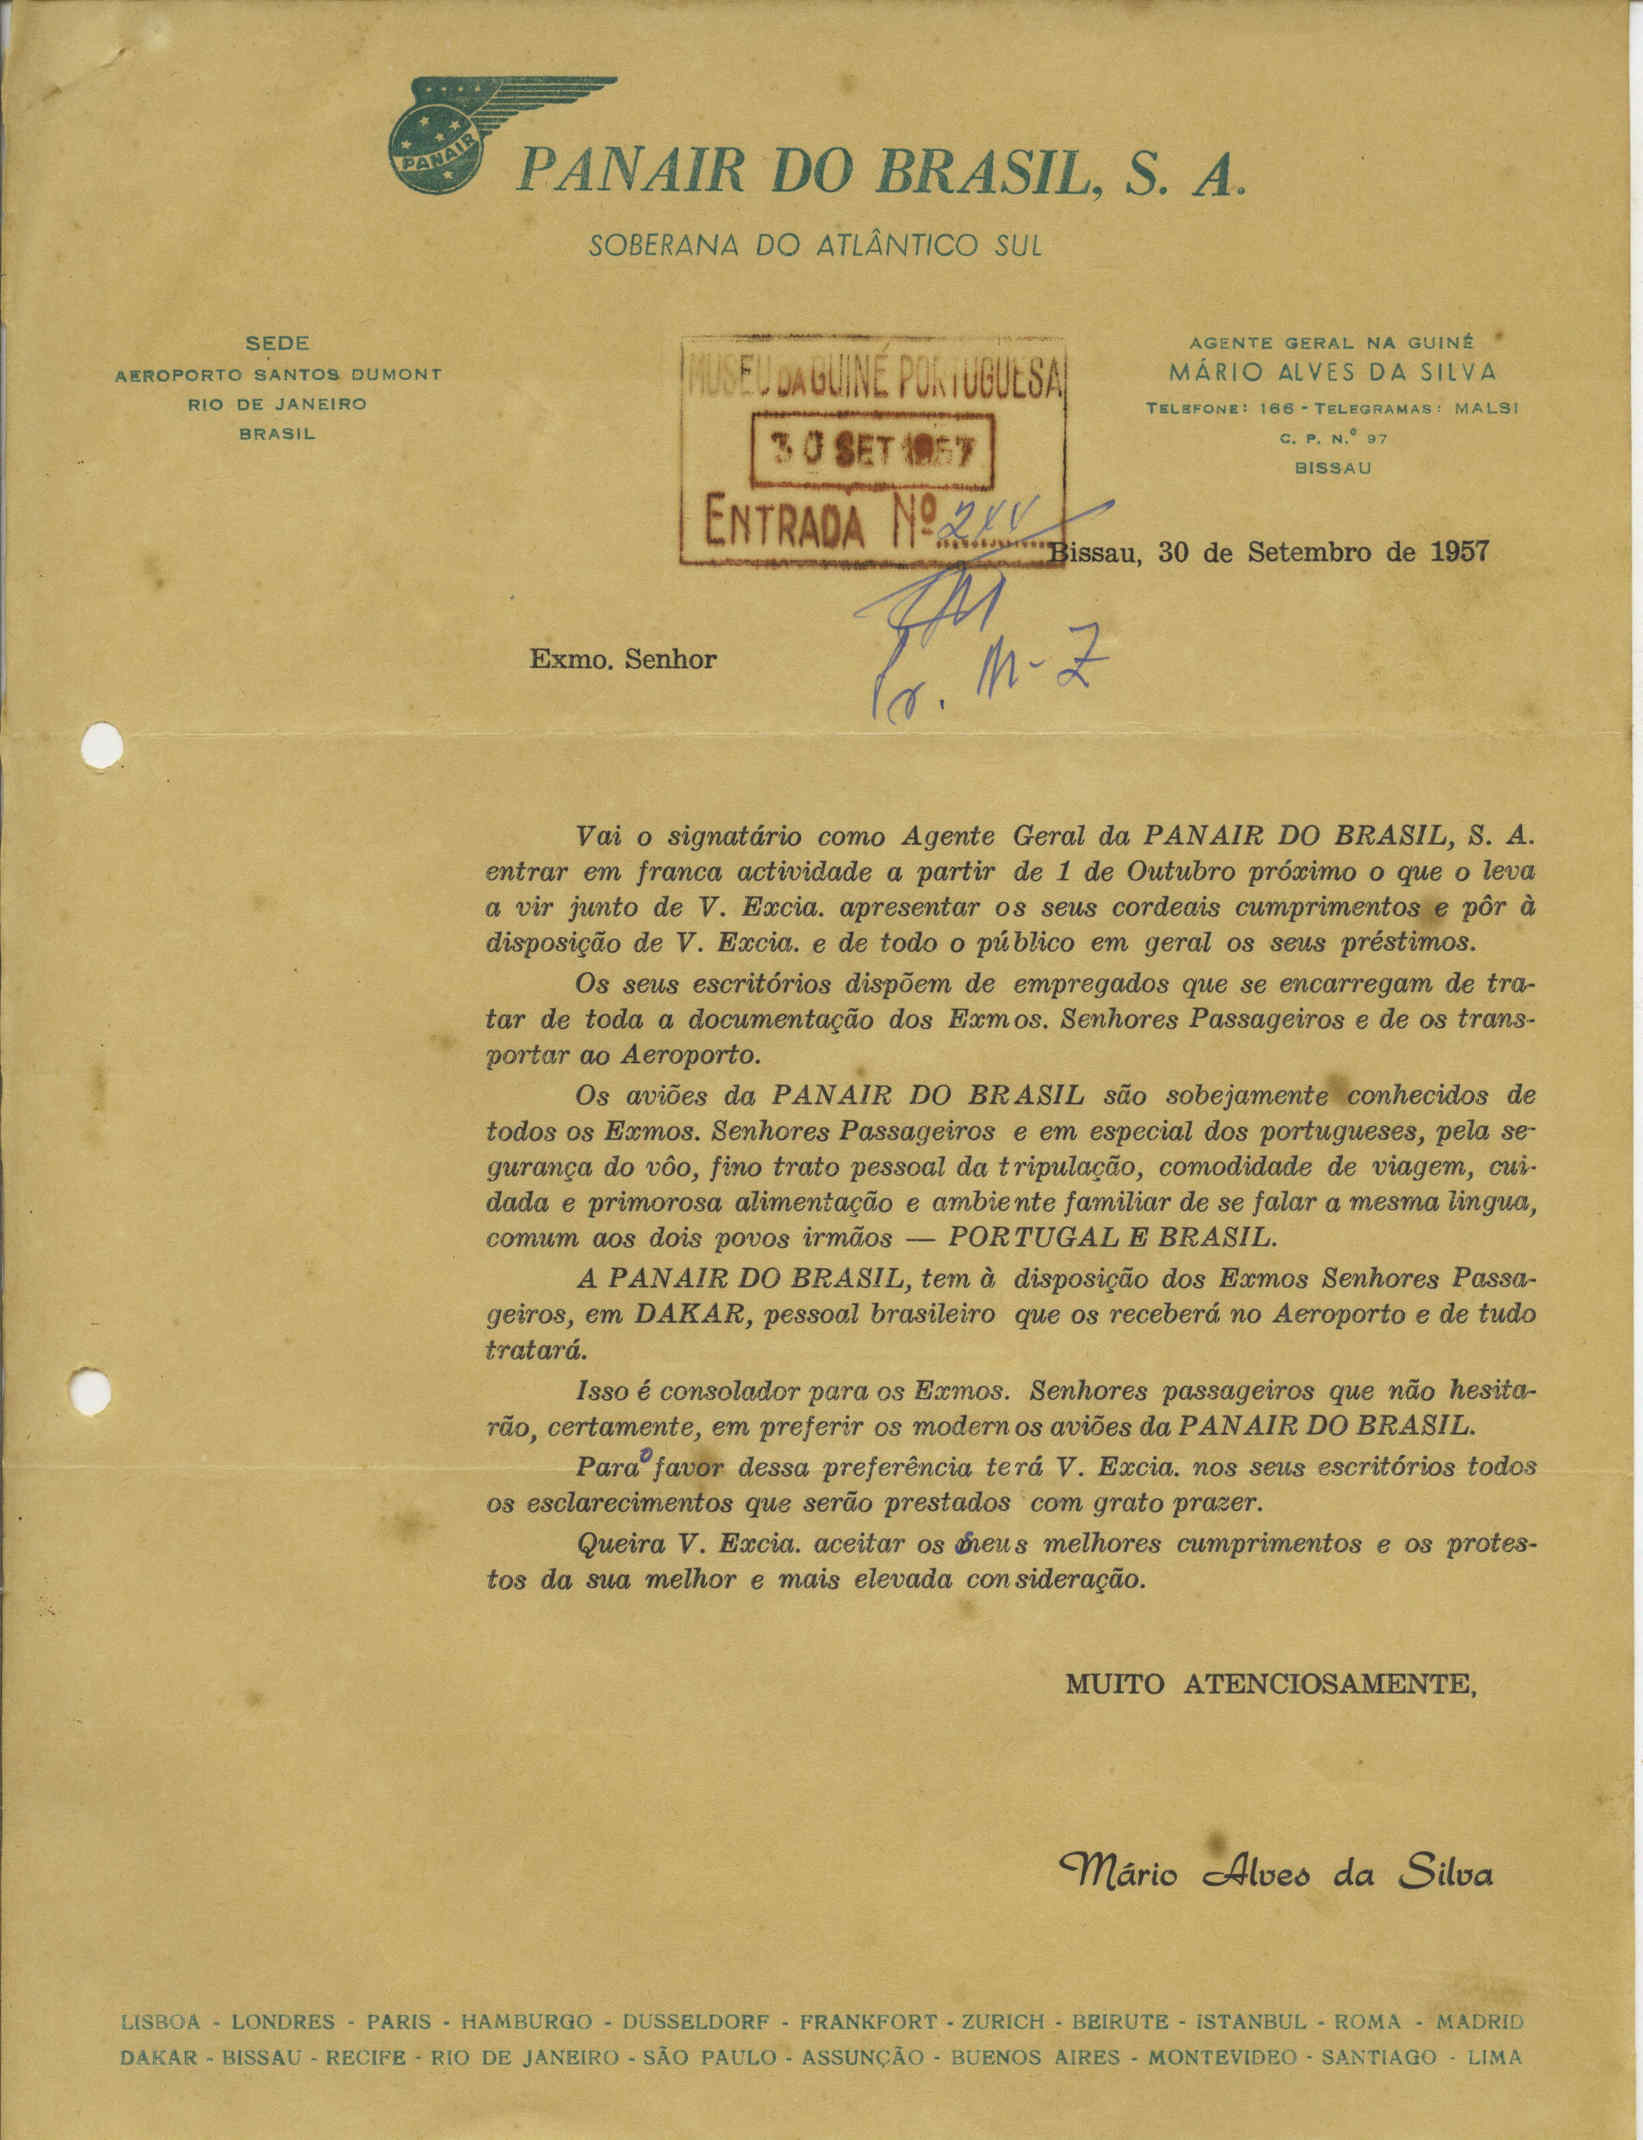 PANAIR
PANAIR DO BRASIL, S. A.
SOBERANA DO ATLÂNTICO SUL
SEDE
AEROPORTO SANTOS DUMONT
RIO DE JANEIRO
BRASIL
MUSEU DA GUINÉ PORTUGUESA
30 SET 1957
ENTRADA Nº
AGENTE GERAL NA GUINÉ
MÁRIO ALVES DA SILVA
TELEFONE: 166 - TELEGRAMAS: MALSI
C. P. N.º 97
BISSAU
Bissau, 30 de Setembro de 1957
Exmo. Senhor
Vai o signatário como Agente Geral da PANAIR DO BRASIL, S. A.
entrar em franca actividade a partir de 1 de Outubro próximo o que o leva
a vir junto de V. Excia. apresentar os seus cordeais cumprimentos e pôr à
disposição de V. Excia. e de todo o público em geral os seus préstimos.
Os seus escritórios dispõem de empregados que se encarregam de tra-
tar de toda a documentação dos Exmos. Senhores Passageiros e de os trans-
portar ao Aeroporto.
Os aviões da PANAIR DO BRASIL são sobejamente conhecidos de
todos os Exmos. Senhores Passageiros e em especial dos portugueses, pela se-
gurança do vôo, fino trato pessoal da tripulação, comodidade de viagem, cui-
dada e primorosa alimentação e ambiente familiar de se falar a mesma lingua,
comum aos dois povos irmãos — PORTUGAL E BRASIL.
A PANAIR DO BRASIL, tem à disposição dos Exmos Senhores Passa-
geiros, em DAKAR, pessoal brasileiro que os receberá no Aeroporto e de tudo
tratará.
Isso é consolador para os Exmos. Senhores passageiros que não hesita-
rão, certamente, em preferir os modernos aviões da PANAIR DO BRASIL.
Para o favor dessa preferência terá V. Excia. nos seus escritórios todos
os esclarecimentos que serão prestados com grato prazer.
Queira V. Excia. aceitar os seus melhores cumprimentos e os protes-
tos da sua melhor e mais elevada consideração.
MUITO ATENCIOSAMENTE,
Mário Alves da Silva
LISBOA - LONDRES - PARIS - HAMBURGO - DUSSELDORF - FRANKFORT - ZURICH - BEIRUTE - ISTANBUL - ROMA - MADRID
DAKAR - BISSAU - RECIFE - RIO DE JANEIRO - SÃO PAULO - ASSUNÇÃO - BUENOS AIRES - MONTEVIDEO - SANTIAGO - LIMA